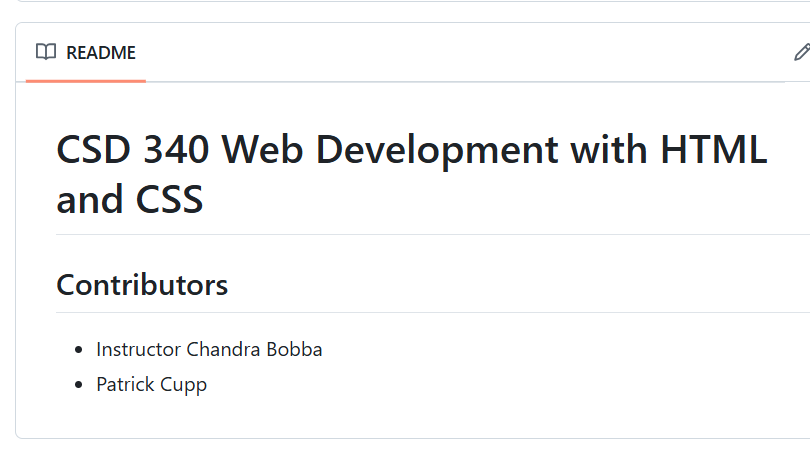 README
CSD 340 Web Development with HTML
and CSS
Contributors
Instructor Chandra Bobba
Patrick Cupp